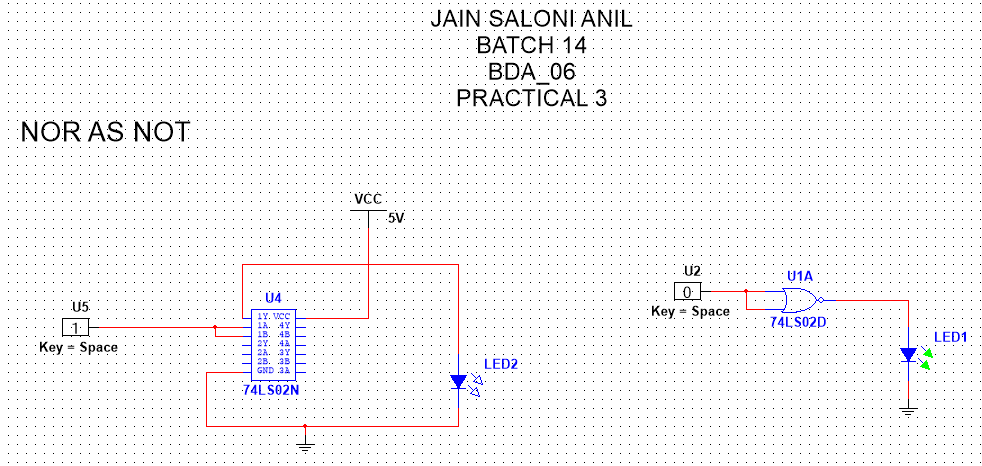 JAIN SALONI ANIL
BATCH 14
BDA_06
PRACTICAL 3
NOR AS NOT
VCC
5V
U5
1
Key = Space
U4
1Y VCC
1A 4Y
1B 4B
2Y 4A
2A 3Y
2B 3B
GND 3A
74LS02N
LED2
U2
0
Key = Space
U1A
74LS02D
LED1